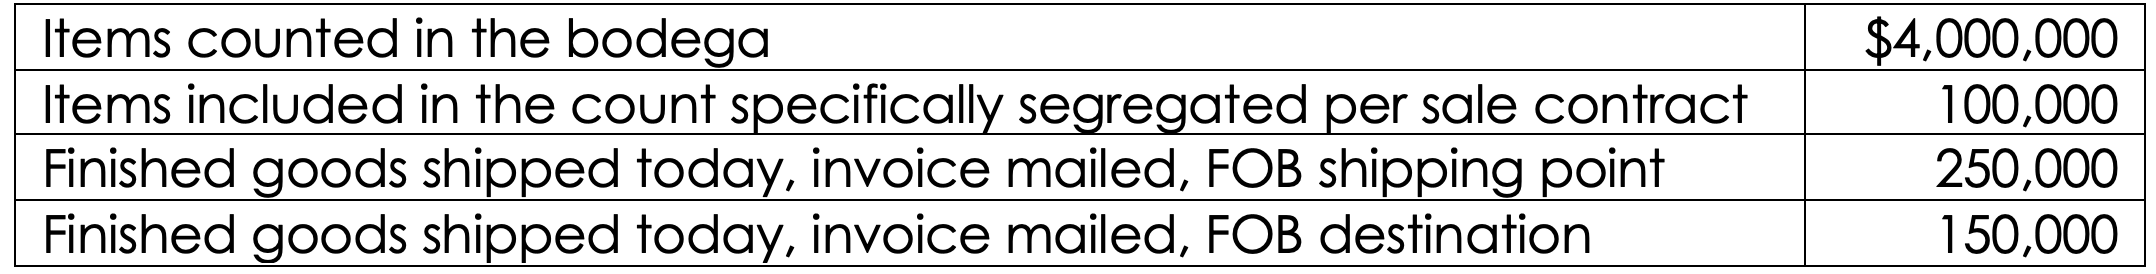 Items counted in the bodega $4,000,000
Items included in the count specifically segregated per sale contract 100,000
Finished goods shipped today, invoice mailed, FOB shipping point 250,000
Finished goods shipped today, invoice mailed, FOB destination 150,000